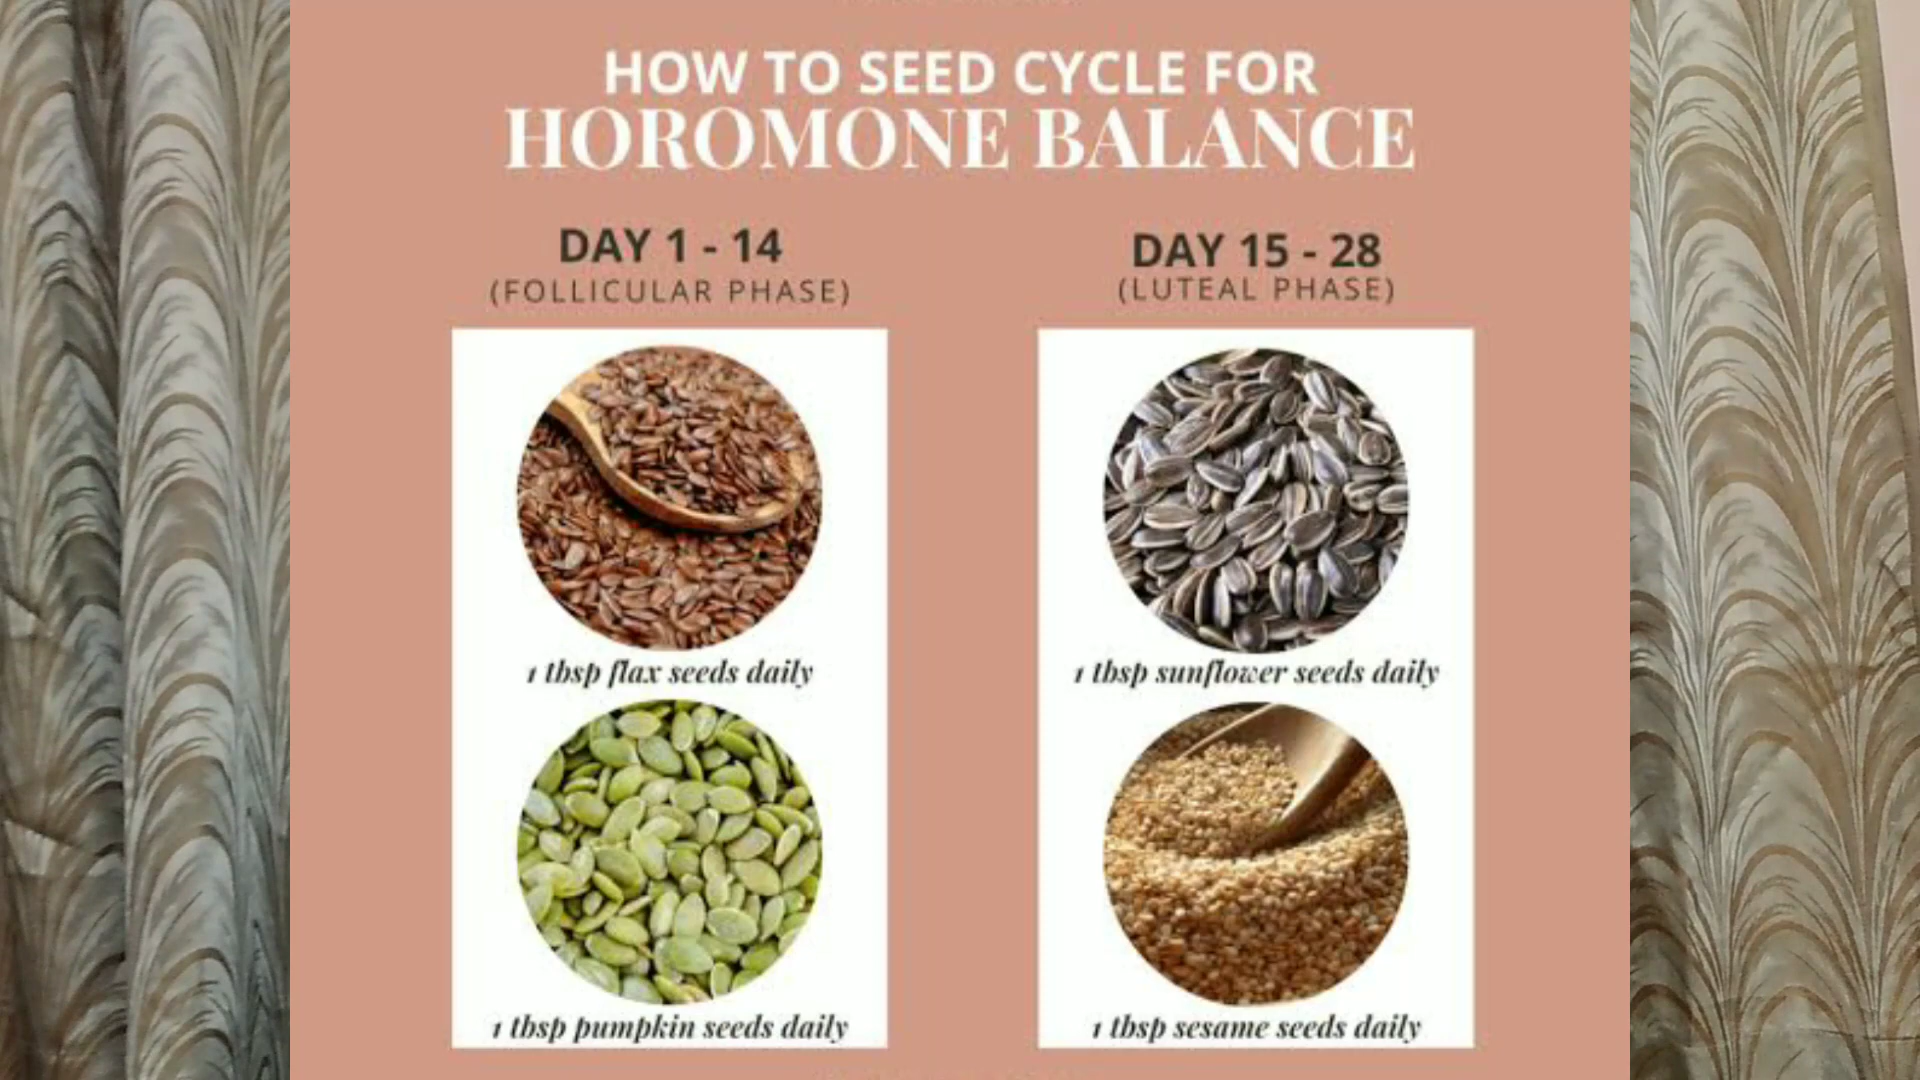 HOW TO SEED CYCLE FOR
HOROMONE BALANCE
DAY 1 - 14
(FOLLICULAR PHASE)
1 tbsp flax seeds daily
1 tbsp pumpkin seeds daily
DAY 15 - 28
(LUTEAL PHASE)
1 tbsp sunflower seeds daily
1 tbsp sesame seeds daily